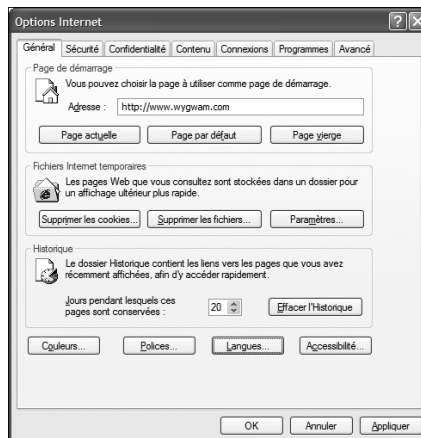 Options Internet
Général Sécurité Confidentialité Contenu Connexions Programmes Avancé
Page de démarrage
Vous pouvez choisir la page à utiliser comme page de démarrage.
Adresse : http://www.wygwam.com
Page actuelle Page par défaut Page vierge
Fichiers Internet temporaires
Les pages Web que vous consultez sont stockées dans un dossier pour
un affichage ultérieur plus rapide.
Supprimer les cookies... Supprimer les fichiers... Paramètres...
Historique
Le dossier Historique contient les liens vers les pages que vous avez
récemment affichées, afin d'y accéder rapidement.
Jours pendant lesquels ces
pages sont conservées : 20 Effacer l'Historique
Couleurs... Polices... Langues... Accessibilité...
OK Annuler Appliquer